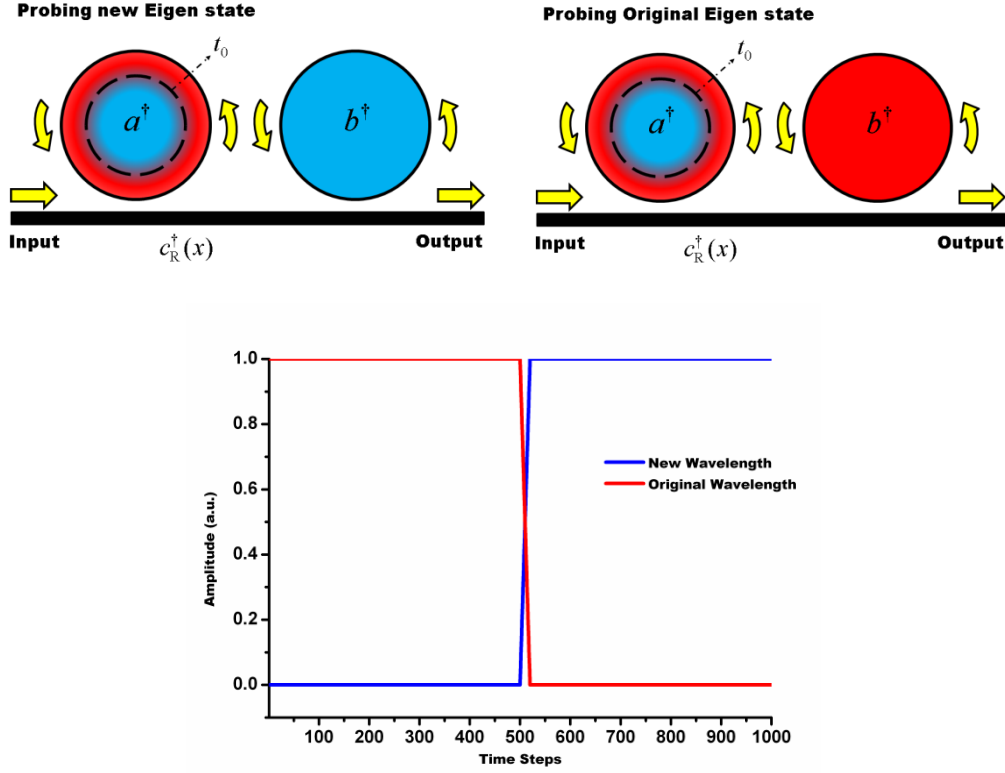 Probing new Eigen state
t₀
a†
b†
Input
Output
c_R†(x)
Probing Original Eigen state
t₀
a†
b†
Input
Output
c_R†(x)
1.0
0.8
0.6
0.4
0.2
0.0
Amplitude (a.u.)
New Wavelength
Original Wavelength
100 200 300 400 500 600 700 800 900 1000
Time Steps